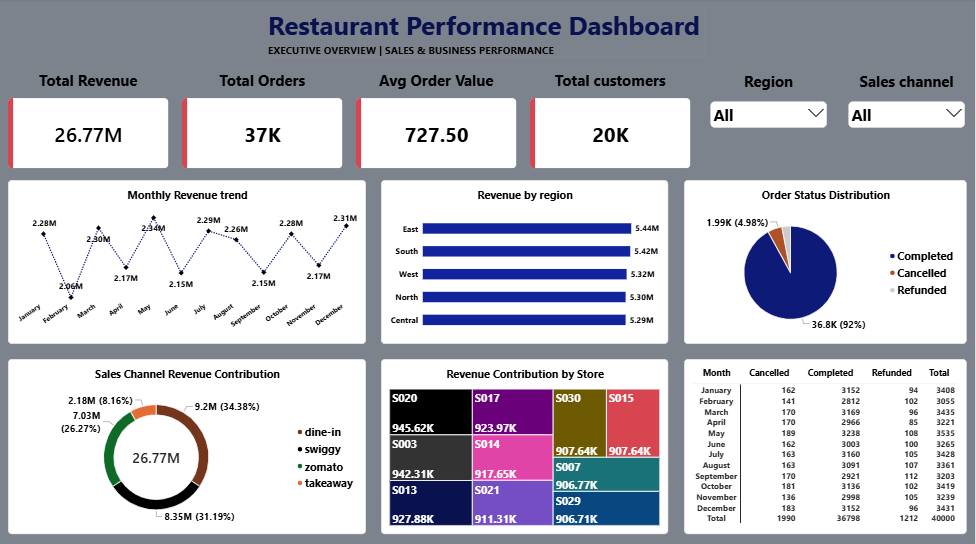 Restaurant Performance Dashboard
EXECUTIVE OVERVIEW | SALES & BUSINESS PERFORMANCE
Total Revenue
26.77M
Total Orders
37K
Avg Order Value
727.50
Total customers
20K
Region
All
Sales channel
All
Monthly Revenue trend
2.28M
2.06M
2.30M
2.17M
2.34M
2.15M
2.29M
2.26M
2.15M
2.28M
2.17M
2.31M
January
February
March
April
May
June
July
August
September
October
November
December
Revenue by region
East 5.44M
South 5.42M
West 5.32M
North 5.30M
Central 5.29M
Order Status Distribution
1.99K (4.98%)
36.8K (92%)
Completed
Cancelled
Refunded
Sales Channel Revenue Contribution
2.18M (8.16%)
9.2M (34.38%)
7.03M
(26.27%)
26.77M
8.35M (31.19%)
dine-in
swiggy
zomato
takeaway
Revenue Contribution by Store
S020
945.62K
S003
942.31K
S013
927.88K
S017
923.97K
S014
917.65K
S021
911.31K
S030
907.64K
S015
907.64K
S007
906.77K
S029
906.71K
Month Cancelled Completed Refunded Total
January 162 3152 94 3408
February 141 2812 102 3055
March 170 3169 96 3435
April 170 2966 85 3221
May 189 3238 108 3535
June 162 3003 100 3265
July 163 3160 105 3428
August 163 3091 107 3361
September 170 2921 112 3203
October 181 3136 102 3419
November 136 2998 105 3239
December 183 3152 96 3431
Total 1990 36798 1212 40000